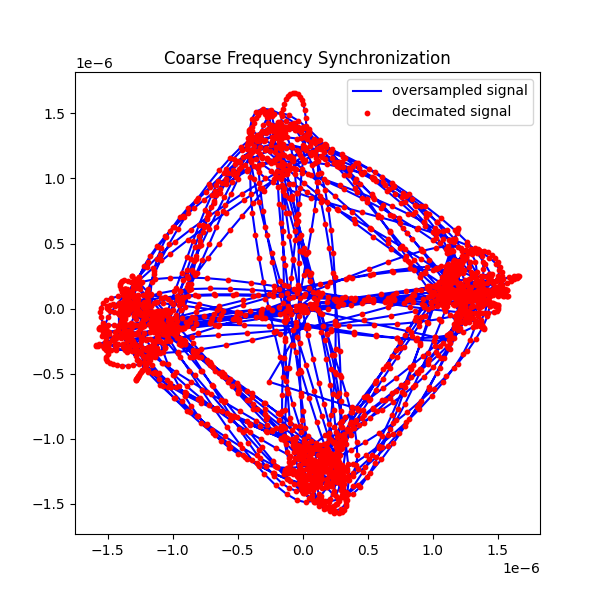 Coarse Frequency Synchronization
1e−6
oversampled signal
decimated signal
1.5
1.0
0.5
0.0
−0.5
−1.0
−1.5
−1.5 −1.0 −0.5 0.0 0.5 1.0 1.5
1e−6